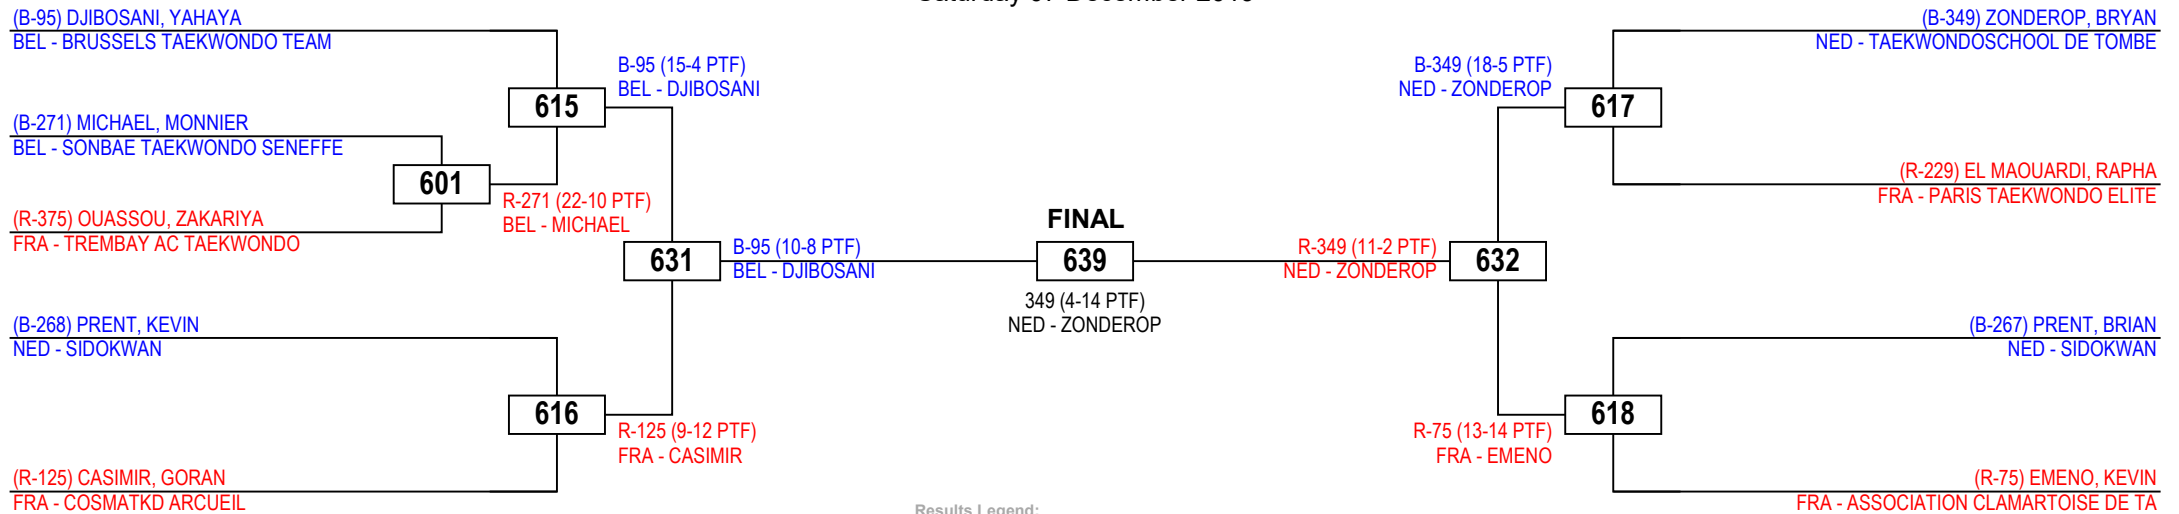 (B-95) DJIBOSANI, YAHAYA
BEL - BRUSSELS TAEKWONDO TEAM
(B-349) ZONDEROP, BRYAN
NED - TAEKWONDOSCHOOL DE TOMBE
B-95 (15-4 PTF)
BEL - DJIBOSANI
B-349 (18-5 PTF)
NED - ZONDEROP
615
617
(B-271) MICHAEL, MONNIER
BEL - SONBAE TAEKWONDO SENEFFE
601
(R-229) EL MAOUARDI, RAPHA
FRA - PARIS TAEKWONDO ELITE
R-271 (22-10 PTF)
BEL - MICHAEL
(R-375) OUASSOU, ZAKARIYA
FRA - TREMBAY AC TAEKWONDO
FINAL
631
B-95 (10-8 PTF)
BEL - DJIBOSANI
639
R-349 (11-2 PTF)
NED - ZONDEROP
632
349 (4-14 PTF)
NED - ZONDEROP
(B-268) PRENT, KEVIN
NED - SIDOKWAN
(B-267) PRENT, BRIAN
NED - SIDOKWAN
616
618
R-125 (9-12 PTF)
FRA - CASIMIR
R-75 (13-14 PTF)
FRA - EMENO
(R-125) CASIMIR, GORAN
FRA - COSMATKD ARCUEIL
(R-75) EMENO, KEVIN
FRA - ASSOCIATION CLAMARTOISE DE TA
Results Legend: